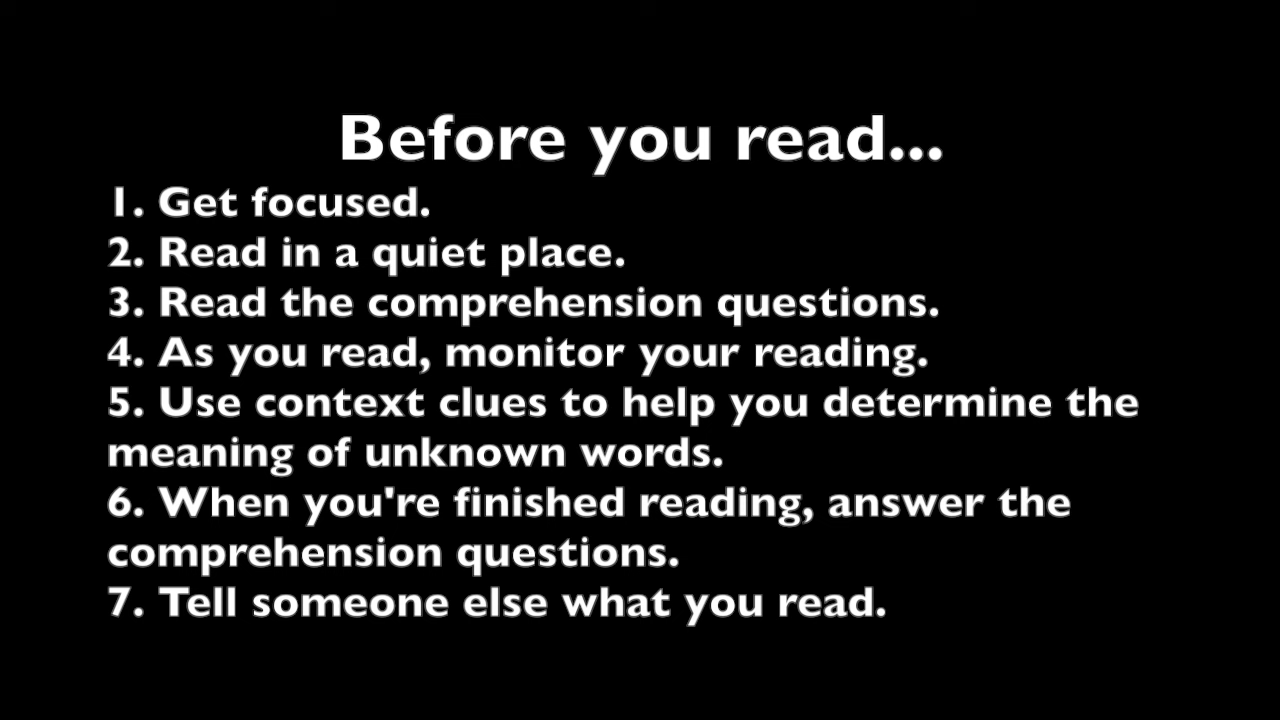 Before you read...
1. Get focused.
2. Read in a quiet place.
3. Read the comprehension questions.
4. As you read, monitor your reading.
5. Use context clues to help you determine the
meaning of unknown words.
6. When you're finished reading, answer the
comprehension questions.
7. Tell someone else what you read.